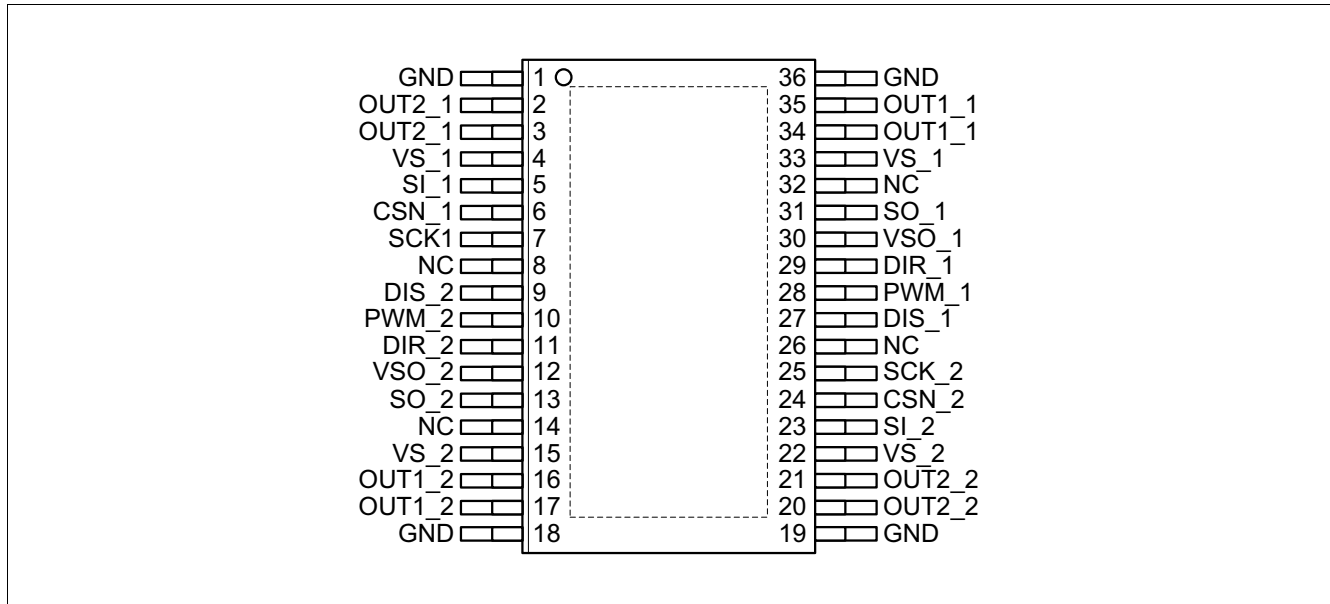 GND 1 36 GND
OUT2_1 2 35 OUT1_1
OUT2_1 3 34 OUT1_1
VS_1 4 33 VS_1
SI_1 5 32 NC
CSN_1 6 31 SO_1
SCK1 7 30 VSO_1
NC 8 29 DIR_1
DIS_2 9 28 PWM_1
PWM_2 10 27 DIS_1
DIR_2 11 26 NC
VSO_2 12 25 SCK_2
SO_2 13 24 CSN_2
NC 14 23 SI_2
VS_2 15 22 VS_2
OUT1_2 16 21 OUT2_2
OUT1_2 17 20 OUT2_2
GND 18 19 GND